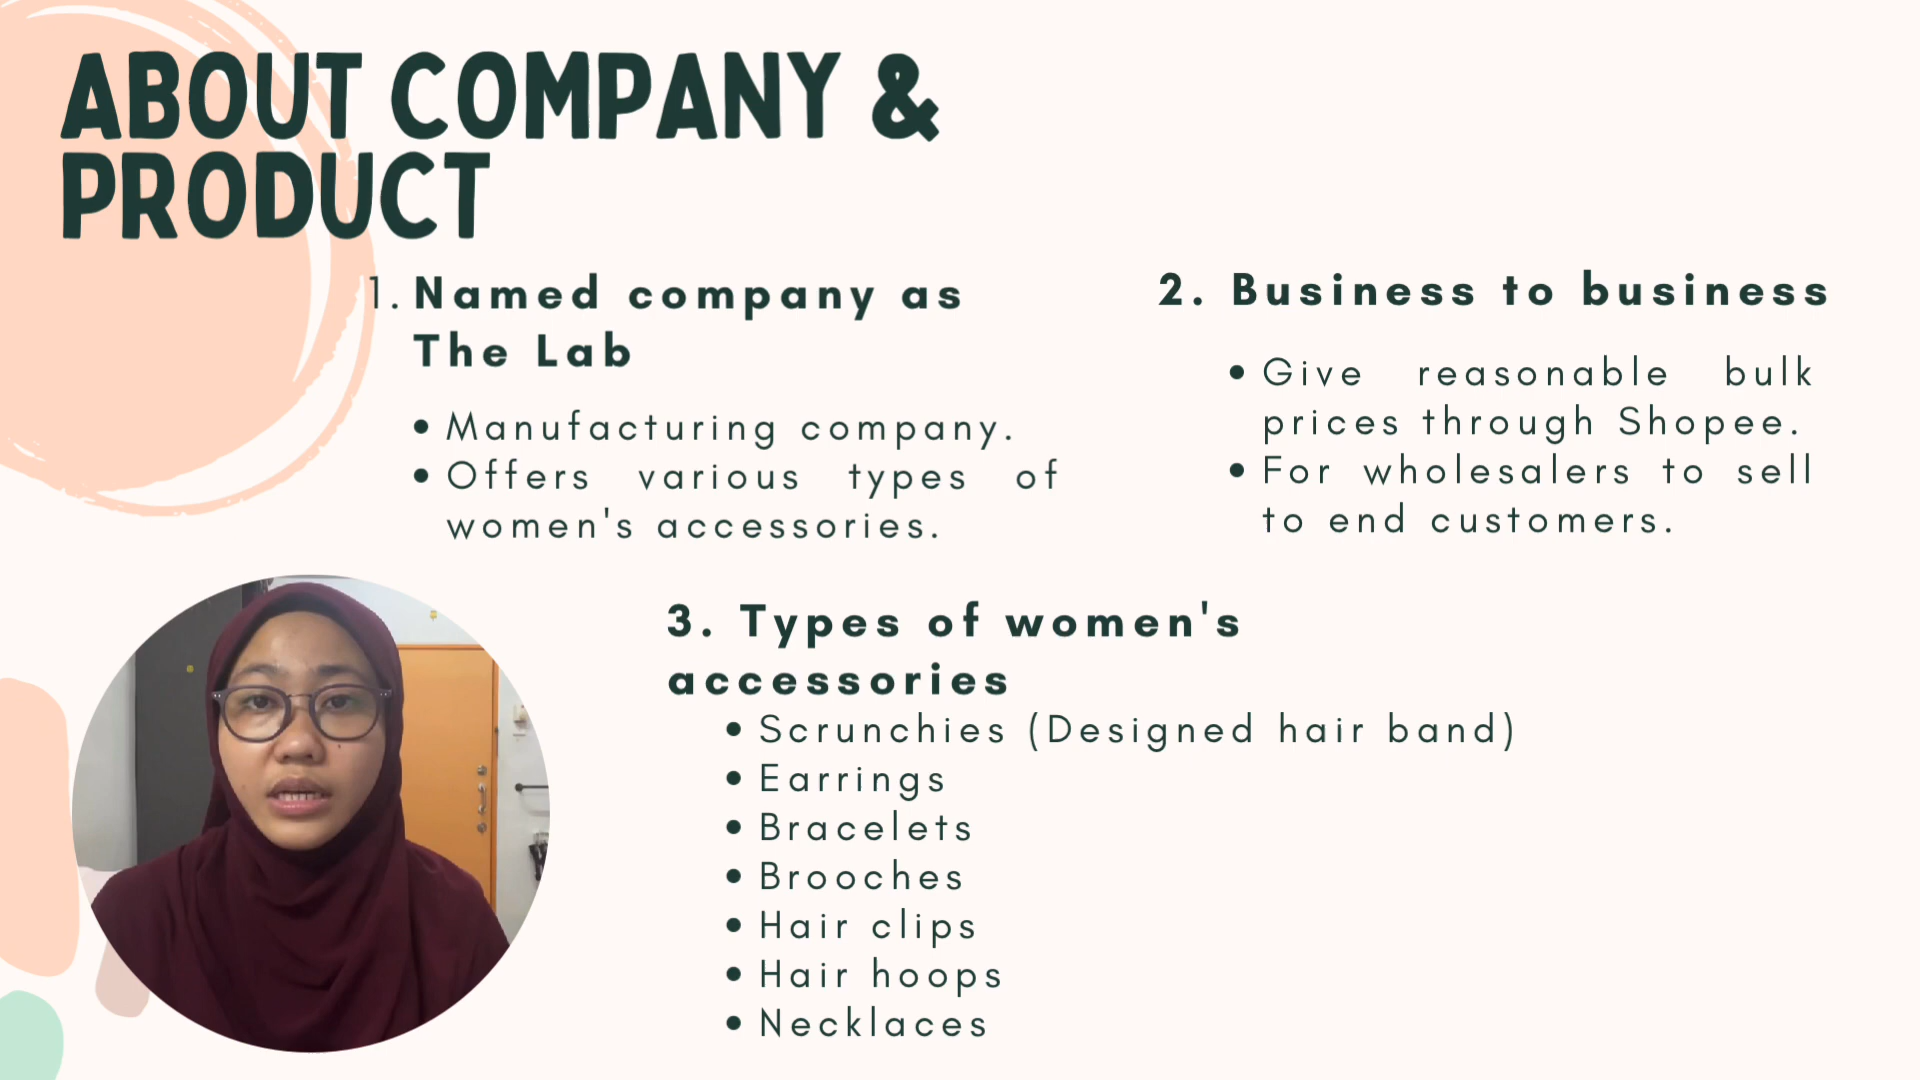 ABOUT COMPANY &
PRODUCT
1. Named company as
The Lab
• Manufacturing company.
• Offers various types of
women's accessories.
2. Business to business
• Give reasonable bulk
prices through Shopee.
• For wholesalers to sell
to end customers.
3. Types of women's
accessories
• Scrunchies (Designed hair band)
• Earrings
• Bracelets
• Brooches
• Hair clips
• Hair hoops
• Necklaces